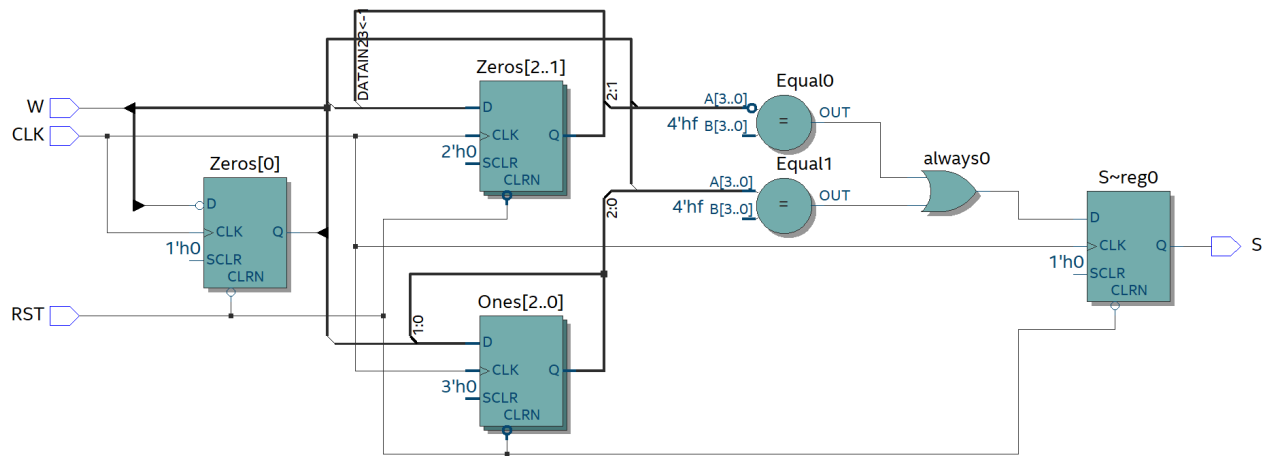 DATAIN23<-1
Zeros[2..1]
D
CLK
2'h0
SCLR
CLRN
Q
2:1
W
CLK
RST
Zeros[0]
D
CLK
1'h0
SCLR
CLRN
Q
Equal0
A[3..0]
4'hf B[3..0]
=
OUT
Equal1
A[3..0]
4'hf B[3..0]
=
OUT
2:0
always0
S~reg0
D
CLK
1'h0
SCLR
CLRN
Q
S
Ones[2..0]
1:0
D
CLK
3'h0
SCLR
CLRN
Q